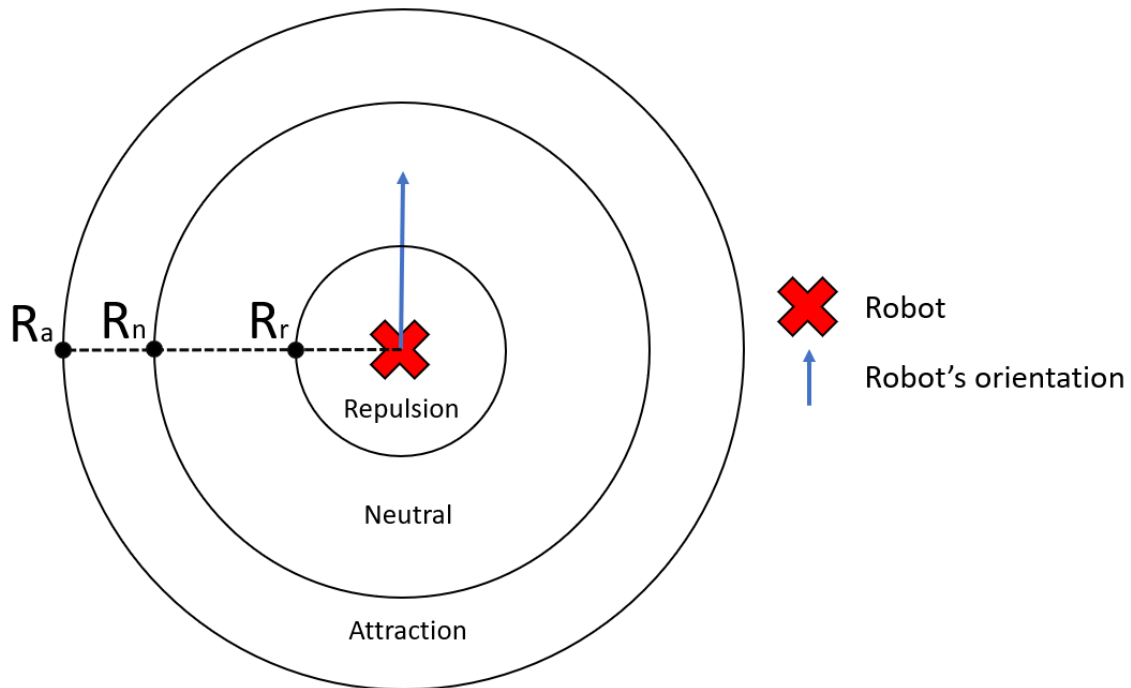 Ra
Rn
Rr
Repulsion
Neutral
Attraction
Robot
Robot's orientation